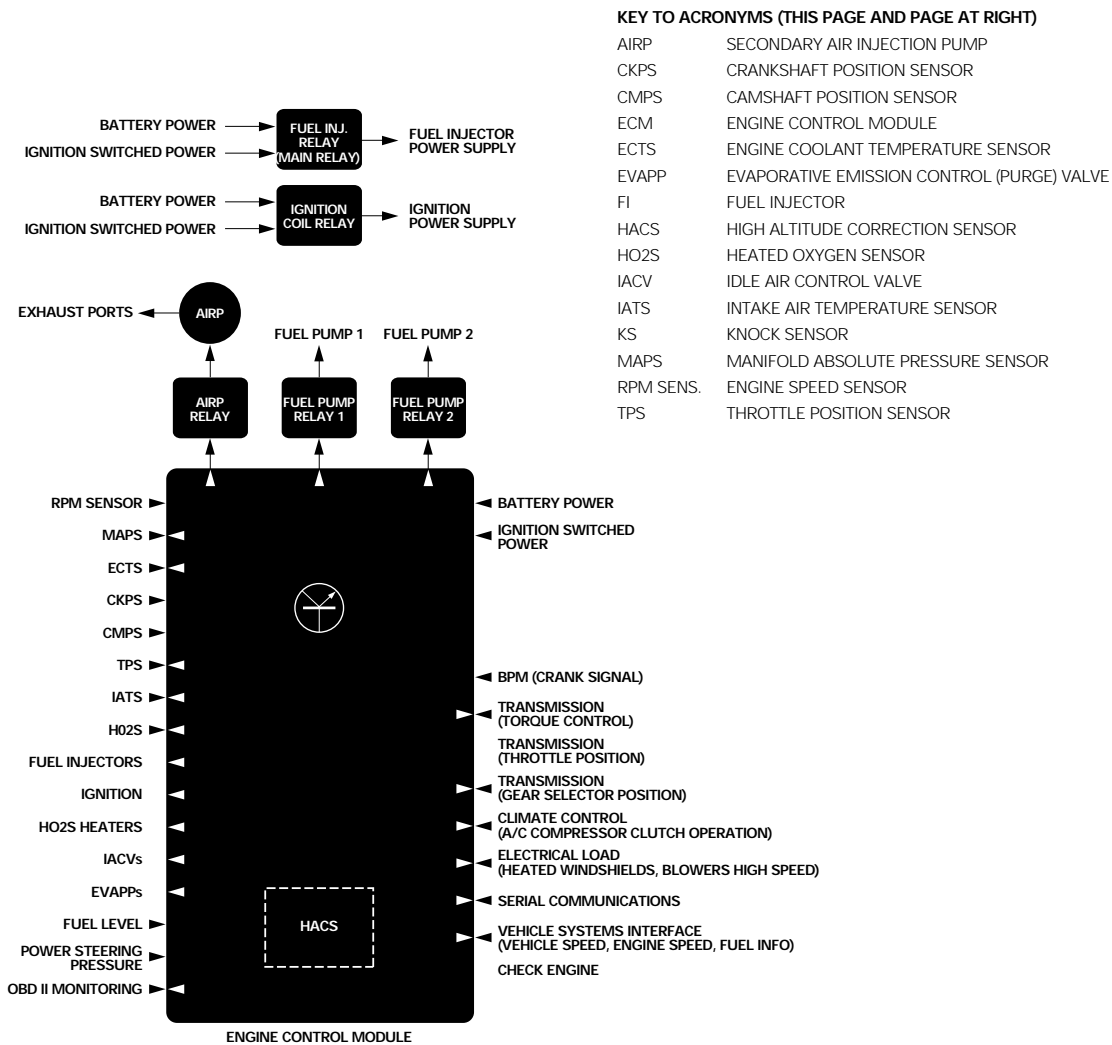 KEY TO ACRONYMS (THIS PAGE AND PAGE AT RIGHT)
AIRP SECONDARY AIR INJECTION PUMP
CKPS CRANKSHAFT POSITION SENSOR
CMPS CAMSHAFT POSITION SENSOR
ECM ENGINE CONTROL MODULE
ECTS ENGINE COOLANT TEMPERATURE SENSOR
EVAPP EVAPORATIVE EMISSION CONTROL (PURGE) VALVE
FI FUEL INJECTOR
HACS HIGH ALTITUDE CORRECTION SENSOR
HO2S HEATED OXYGEN SENSOR
IACV IDLE AIR CONTROL VALVE
IATS INTAKE AIR TEMPERATURE SENSOR
KS KNOCK SENSOR
MAPS MANIFOLD ABSOLUTE PRESSURE SENSOR
RPM SENS. ENGINE SPEED SENSOR
TPS THROTTLE POSITION SENSOR
BATTERY POWER
IGNITION SWITCHED POWER
FUEL INJ.
RELAY
(MAIN RELAY)
FUEL INJECTOR
POWER SUPPLY
BATTERY POWER
IGNITION SWITCHED POWER
IGNITION
COIL RELAY
IGNITION
POWER SUPPLY
EXHAUST PORTS
AIRP
FUEL PUMP 1
FUEL PUMP 2
AIRP
RELAY
FUEL PUMP
RELAY 1
FUEL PUMP
RELAY 2
RPM SENSOR
MAPS
ECTS
CKPS
CMPS
TPS
IATS
H02S
FUEL INJECTORS
IGNITION
HO2S HEATERS
IACVs
EVAPPs
FUEL LEVEL
POWER STEERING
PRESSURE
OBD II MONITORING
HACS
BATTERY POWER
IGNITION SWITCHED
POWER
BPM (CRANK SIGNAL)
TRANSMISSION
(TORQUE CONTROL)
TRANSMISSION
(THROTTLE POSITION)
TRANSMISSION
(GEAR SELECTOR POSITION)
CLIMATE CONTROL
(A/C COMPRESSOR CLUTCH OPERATION)
ELECTRICAL LOAD
(HEATED WINDSHIELDS, BLOWERS HIGH SPEED)
SERIAL COMMUNICATIONS
VEHICLE SYSTEMS INTERFACE
(VEHICLE SPEED, ENGINE SPEED, FUEL INFO)
CHECK ENGINE
ENGINE CONTROL MODULE